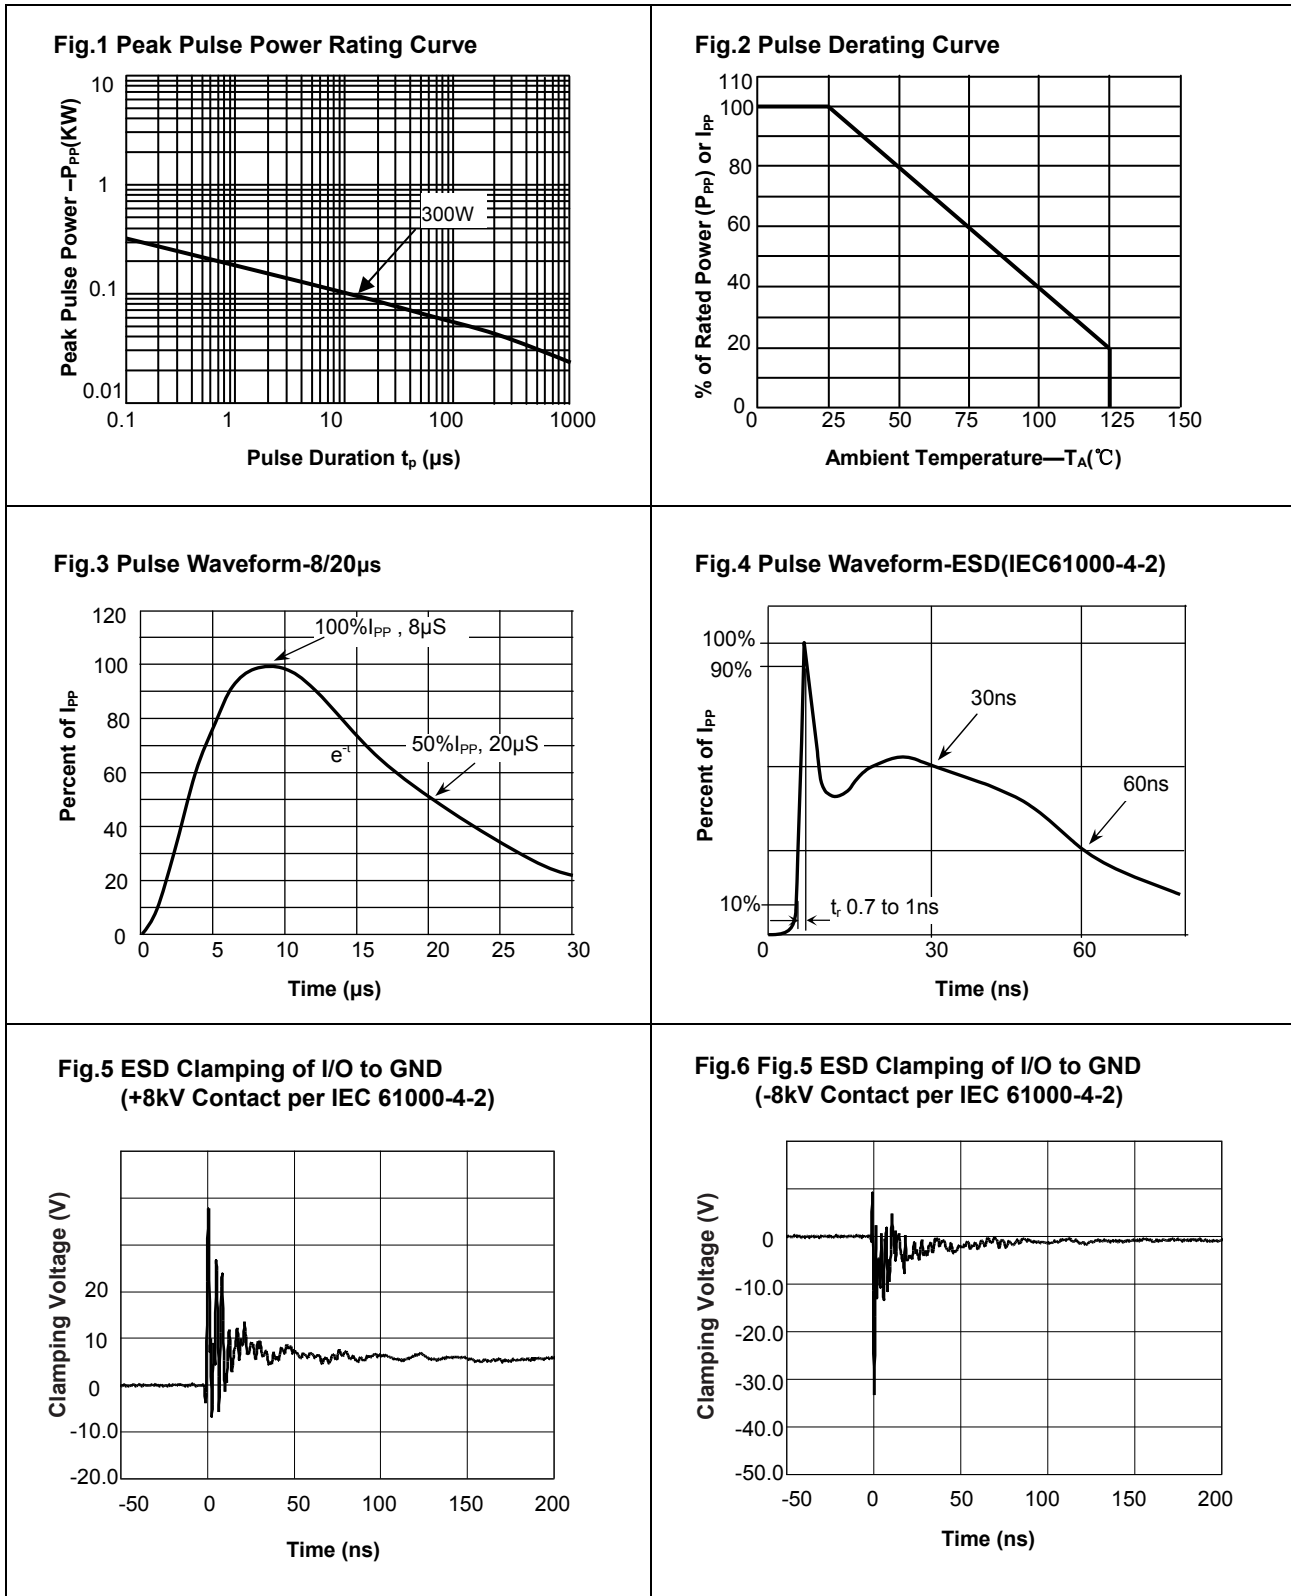 Fig.1 Peak Pulse Power Rating Curve
Peak Pulse Power –PPP(KW)
10
1
0.1
0.01
300W
0.1 1 10 100 1000
Pulse Duration tp (µs)
Fig.2 Pulse Derating Curve
% of Rated Power (PPP) or IPP
110
100
80
60
40
20
0
0 25 50 75 100 125 150
Ambient Temperature—TA(℃)
Fig.3 Pulse Waveform-8/20µs
Percent of IPP
120
100
80
60
40
20
0
100%IPP , 8µS
e-t
50%IPP, 20µS
0 5 10 15 20 25 30
Time (µs)
Fig.4 Pulse Waveform-ESD(IEC61000-4-2)
Percent of IPP
100%
90%
10%
30ns
60ns
tr 0.7 to 1ns
0 30 60
Time (ns)
Fig.5 ESD Clamping of I/O to GND
(+8kV Contact per IEC 61000-4-2)
Clamping Voltage (V)
20
10
0
-10.0
-20.0
-50 0 50 100 150 200
Time (ns)
Fig.6 Fig.5 ESD Clamping of I/O to GND
(-8kV Contact per IEC 61000-4-2)
Clamping Voltage (V)
0
-10.0
-20.0
-30.0
-40.0
-50.0
-50 0 50 100 150 200
Time (ns)